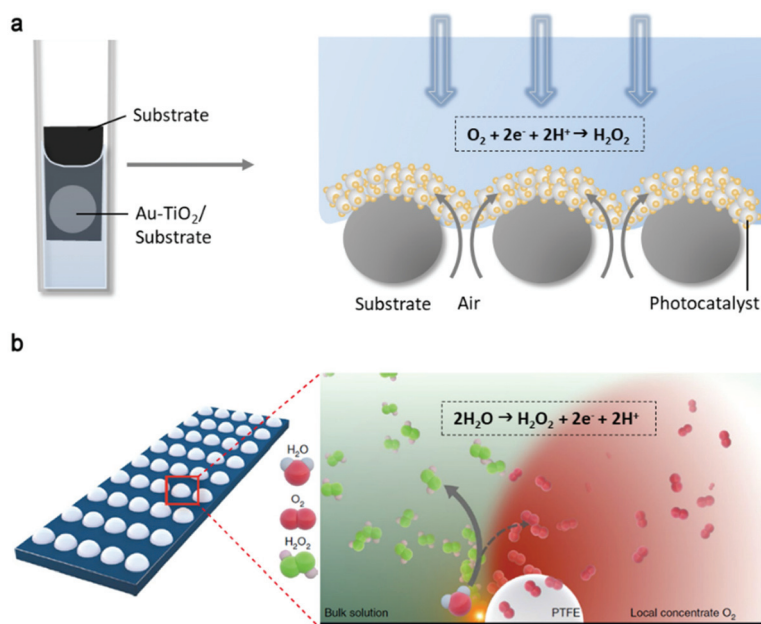 a
Substrate
Au-TiO₂/
Substrate
O₂ + 2e⁻ + 2H⁺ → H₂O₂
Substrate
Air
Photocatalyst
b
H₂O
O₂
H₂O₂
2H₂O → H₂O₂ + 2e⁻ + 2H⁺
Bulk solution
PTFE
Local concentrate O₂